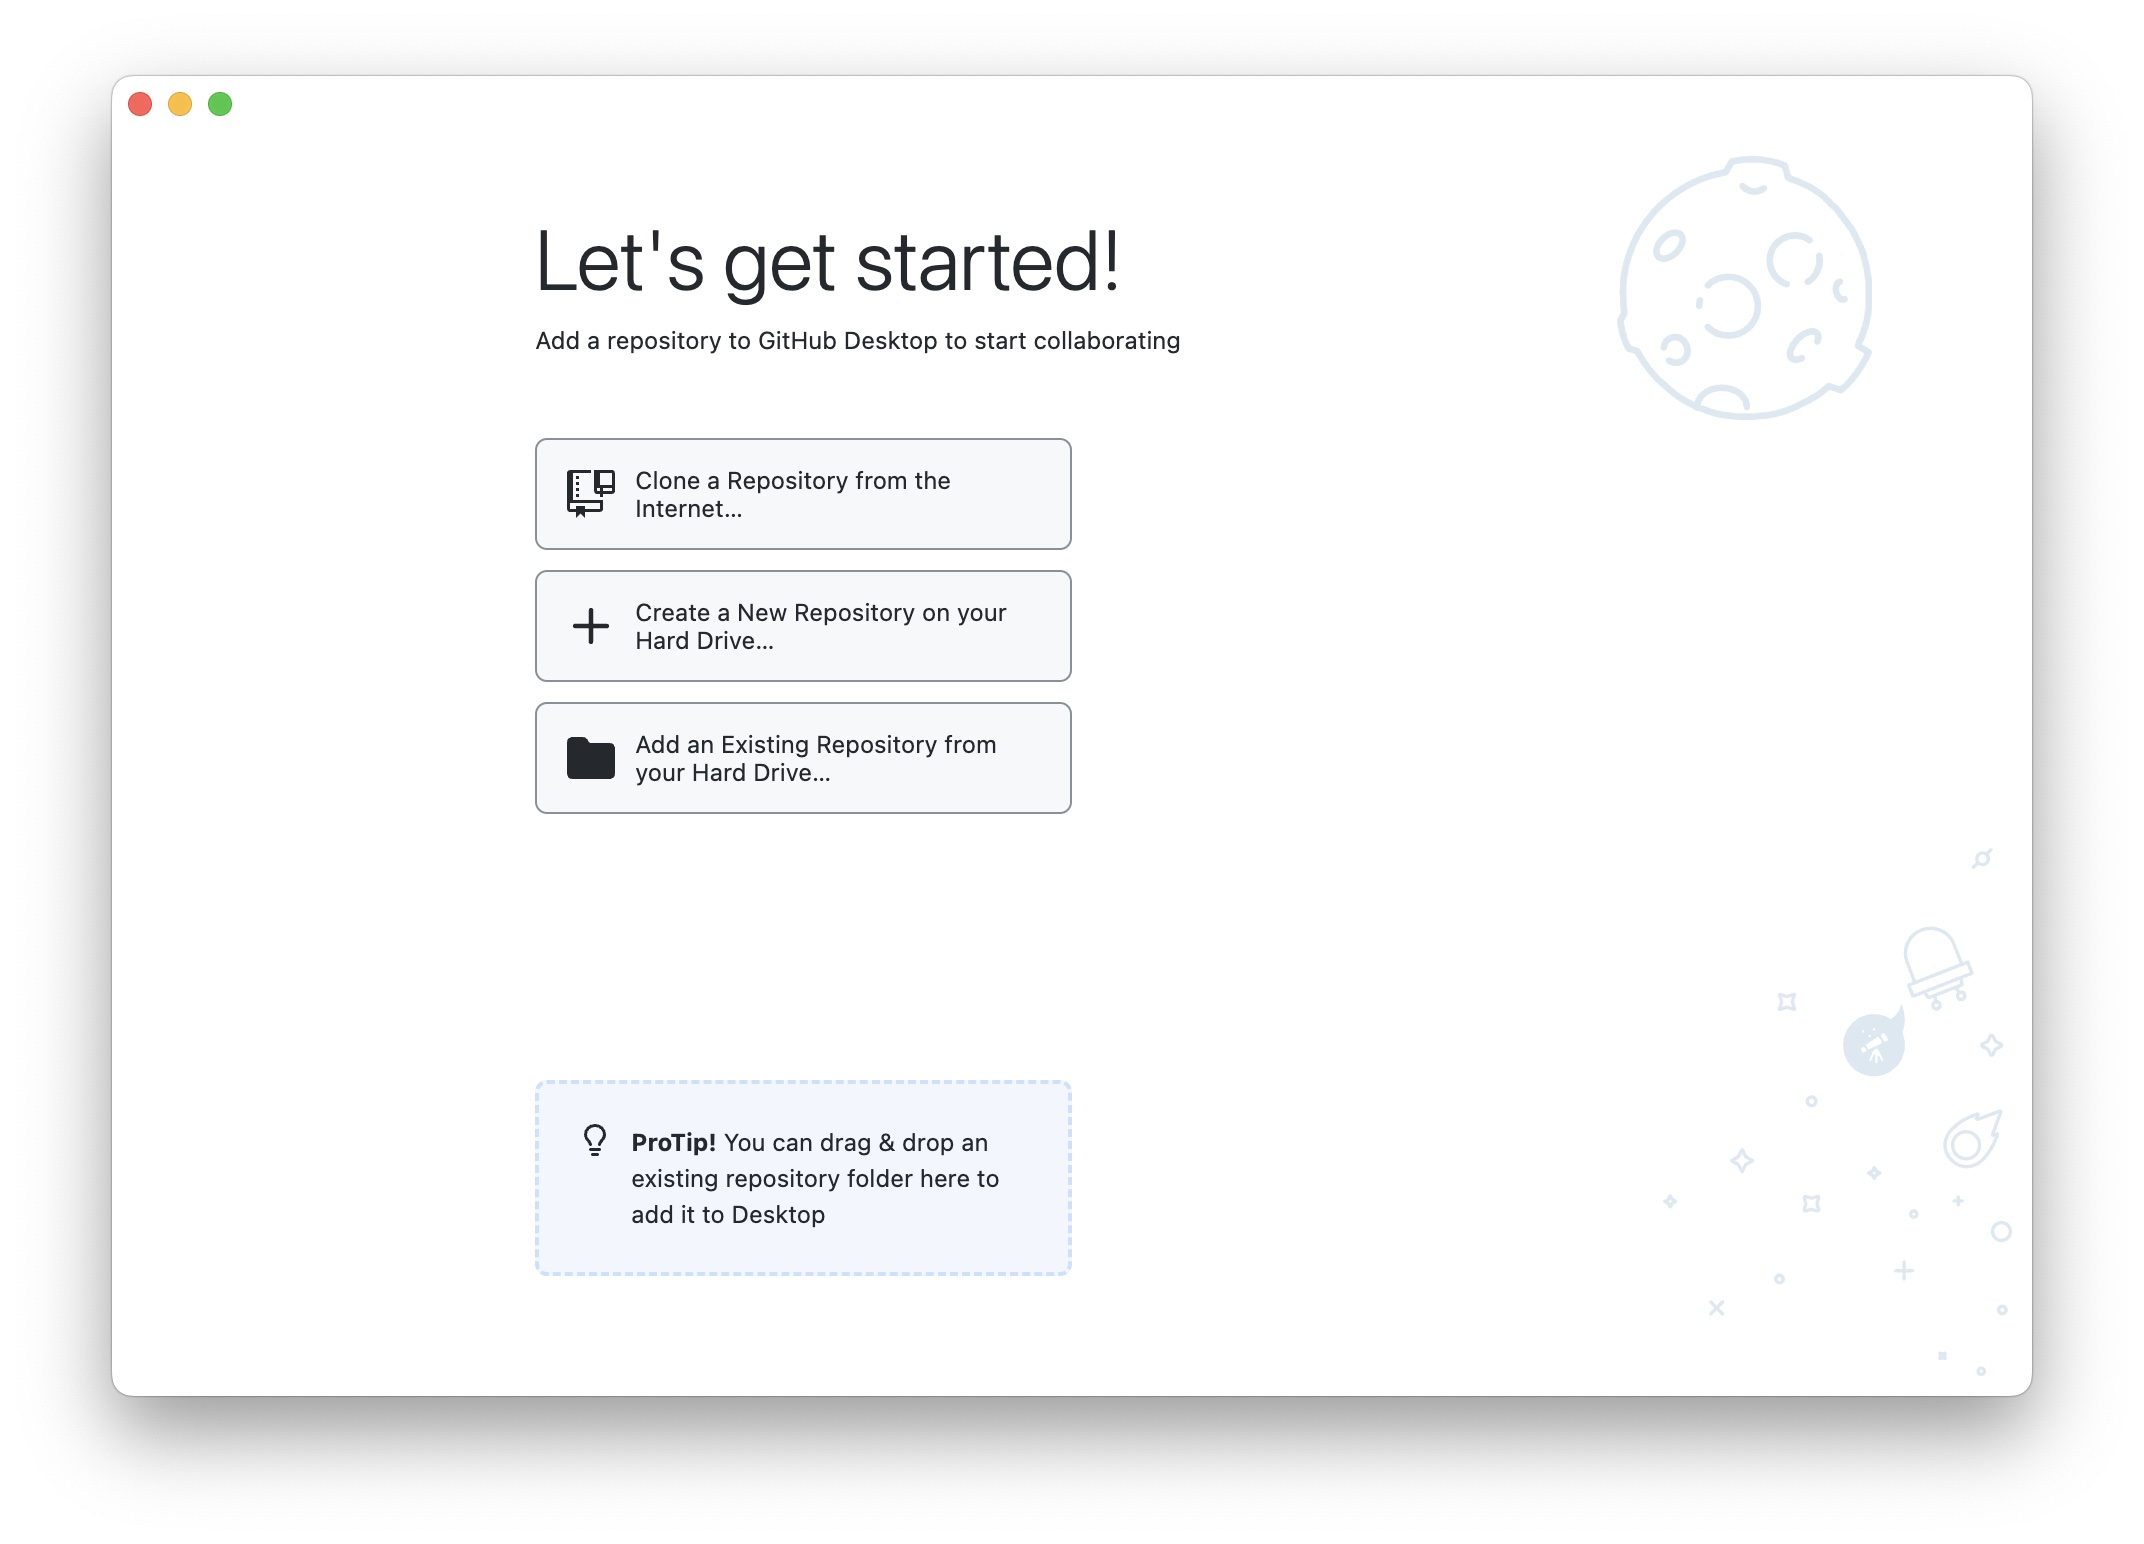 Let's get started!
Add a repository to GitHub Desktop to start collaborating
Clone a Repository from the
Internet...
Create a New Repository on your
Hard Drive...
Add an Existing Repository from
your Hard Drive...
ProTip! You can drag & drop an
existing repository folder here to
add it to Desktop